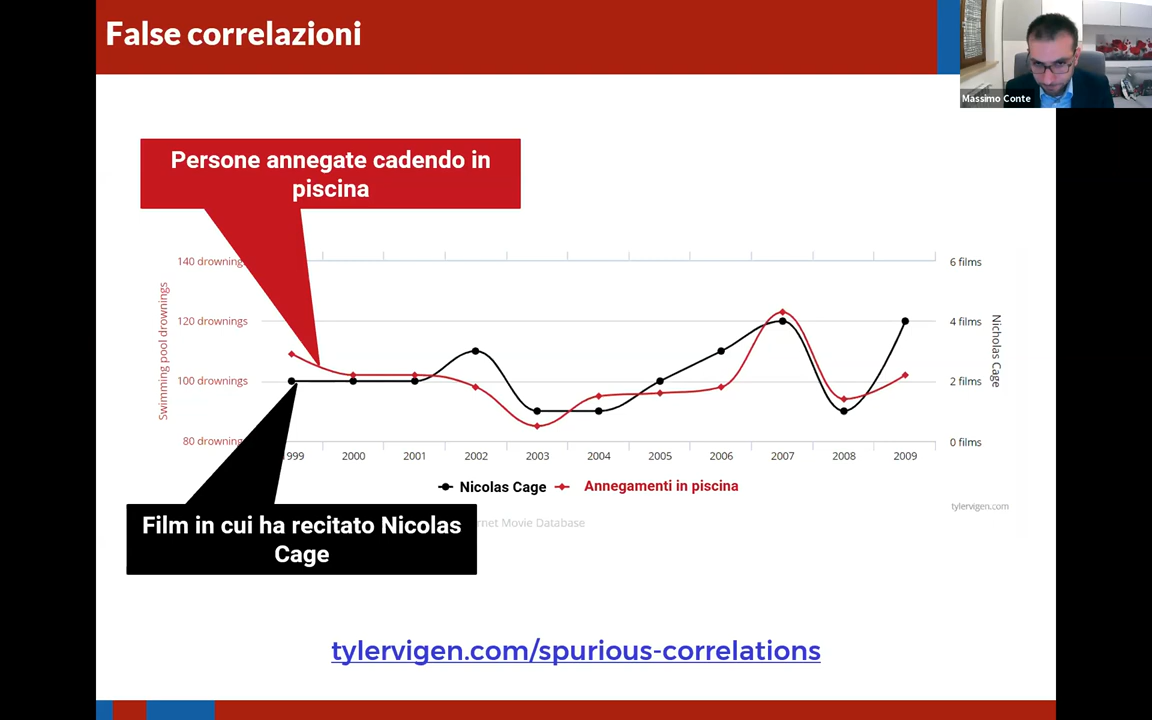 False correlazioni
Massimo Conte
Persone annegate cadendo in
piscina
140 drowning
6 films
120 drownings
4 films
100 drownings
2 films
80 drowning
0 films
Swimming pool drownings
Nicholas Cage
999
2000
2001
2002
2003
2004
2005
2006
2007
2008
2009
Nicolas Cage
Annegamenti in piscina
tylervigen.com
Film in cui ha recitato Nicolas
Cage
rnet Movie Database
tylervigen.com/spurious-correlations